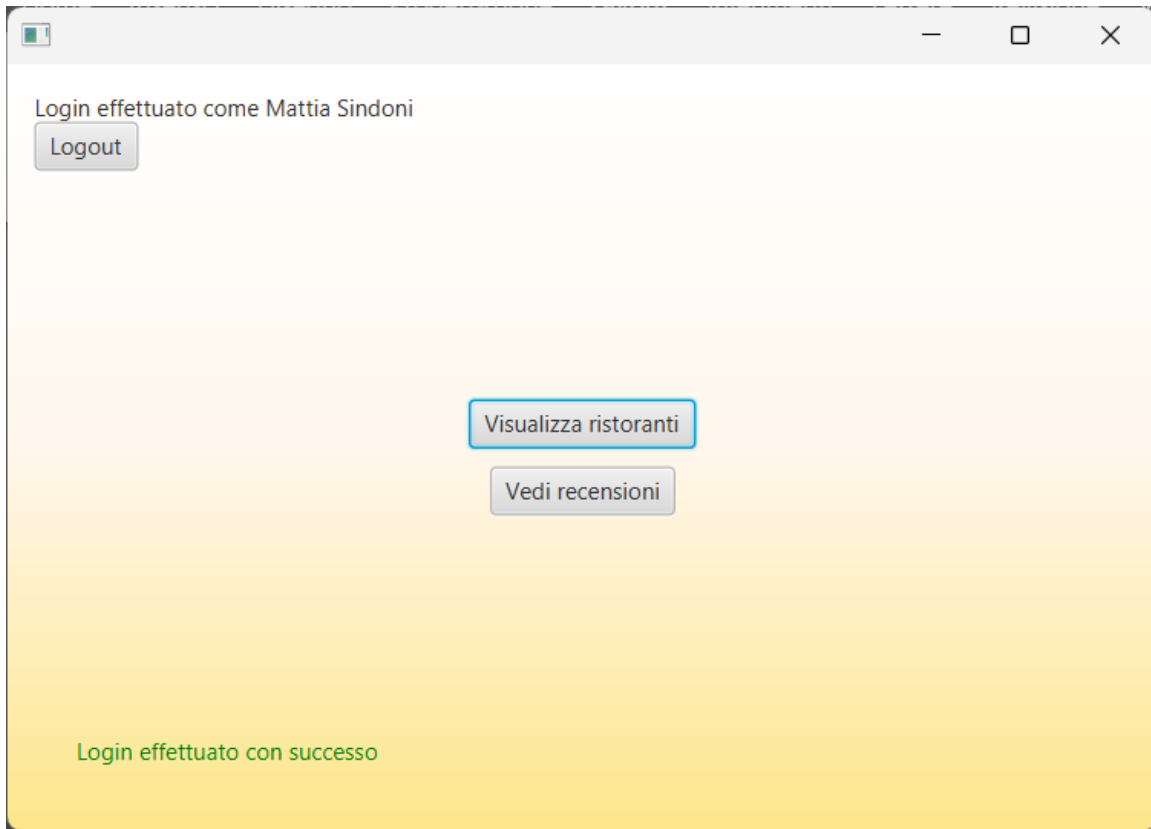 Login effettuato come Mattia Sindoni
Logout
Visualizza ristoranti
Vedi recensioni
Login effettuato con successo